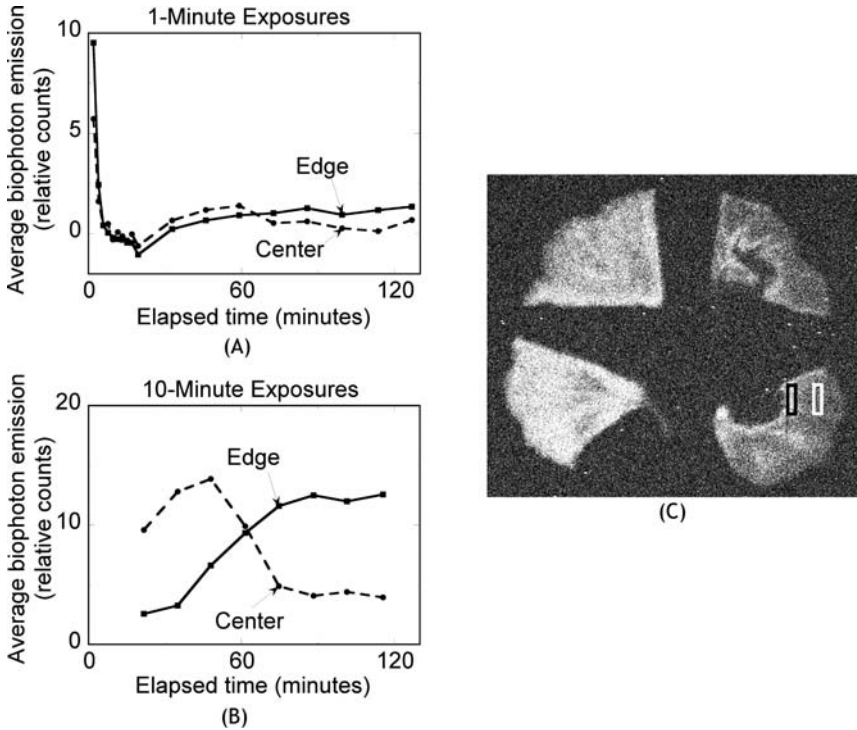 1-Minute Exposures
10
5
0
Average biophoton emission
(relative counts)
Edge
Center
0
60
120
Elapsed time (minutes)
(A)
10-Minute Exposures
20
10
0
Average biophoton emission
(relative counts)
Edge
Center
0
60
120
Elapsed time (minutes)
(B)
(C)